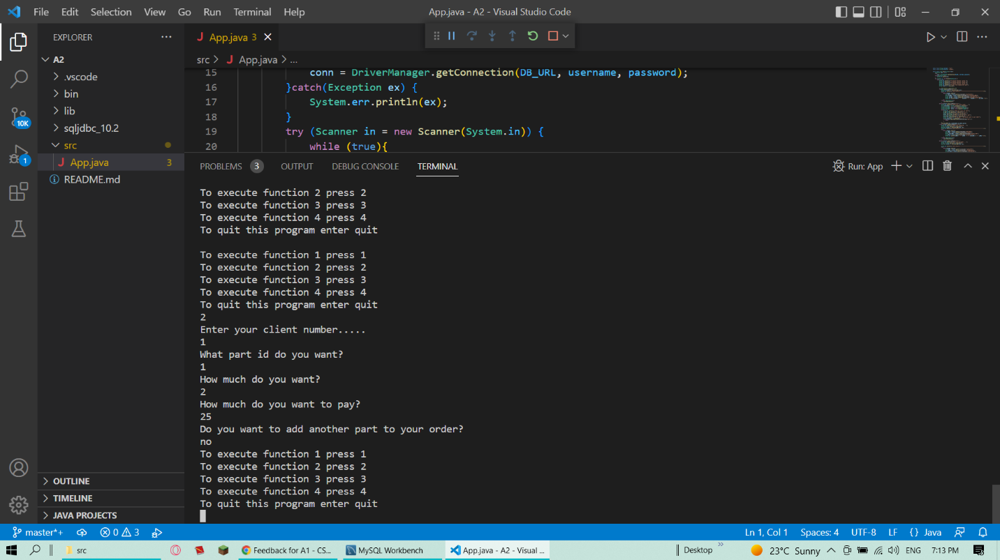 File Edit Selection View Go Run Terminal Help
App.java - A2 - Visual Studio Code
EXPLORER
A2
.vscode
bin
lib
sqljdbc_10.2
src
App.java 3
README.md
OUTLINE
TIMELINE
JAVA PROJECTS
10K
1
App.java 3
src > App.java > ...
15 conn = DriverManager.getConnection(DB_URL, username, password);
16 }catch(Exception ex) {
17 System.err.println(ex);
18 }
19 try (Scanner in = new Scanner(System.in)) {
20 while (true){
PROBLEMS 3 OUTPUT DEBUG CONSOLE TERMINAL
Run: App
To execute function 2 press 2
To execute function 3 press 3
To execute function 4 press 4
To quit this program enter quit
To execute function 1 press 1
To execute function 2 press 2
To execute function 3 press 3
To execute function 4 press 4
To quit this program enter quit
2
Enter your client number.....
1
What part id do you want?
1
How much do you want?
2
How much do you want to pay?
25
Do you want to add another part to your order?
no
To execute function 1 press 1
To execute function 2 press 2
To execute function 3 press 3
To execute function 4 press 4
To quit this program enter quit
master*+ 0 3
Ln 1, Col 1 Spaces: 4 UTF-8 LF {} Java
src
Feedback for A1 - CS...
MySQL Workbench
App.java - A2 - Visual ...
Desktop
23°C Sunny
ENG
7:13 PM